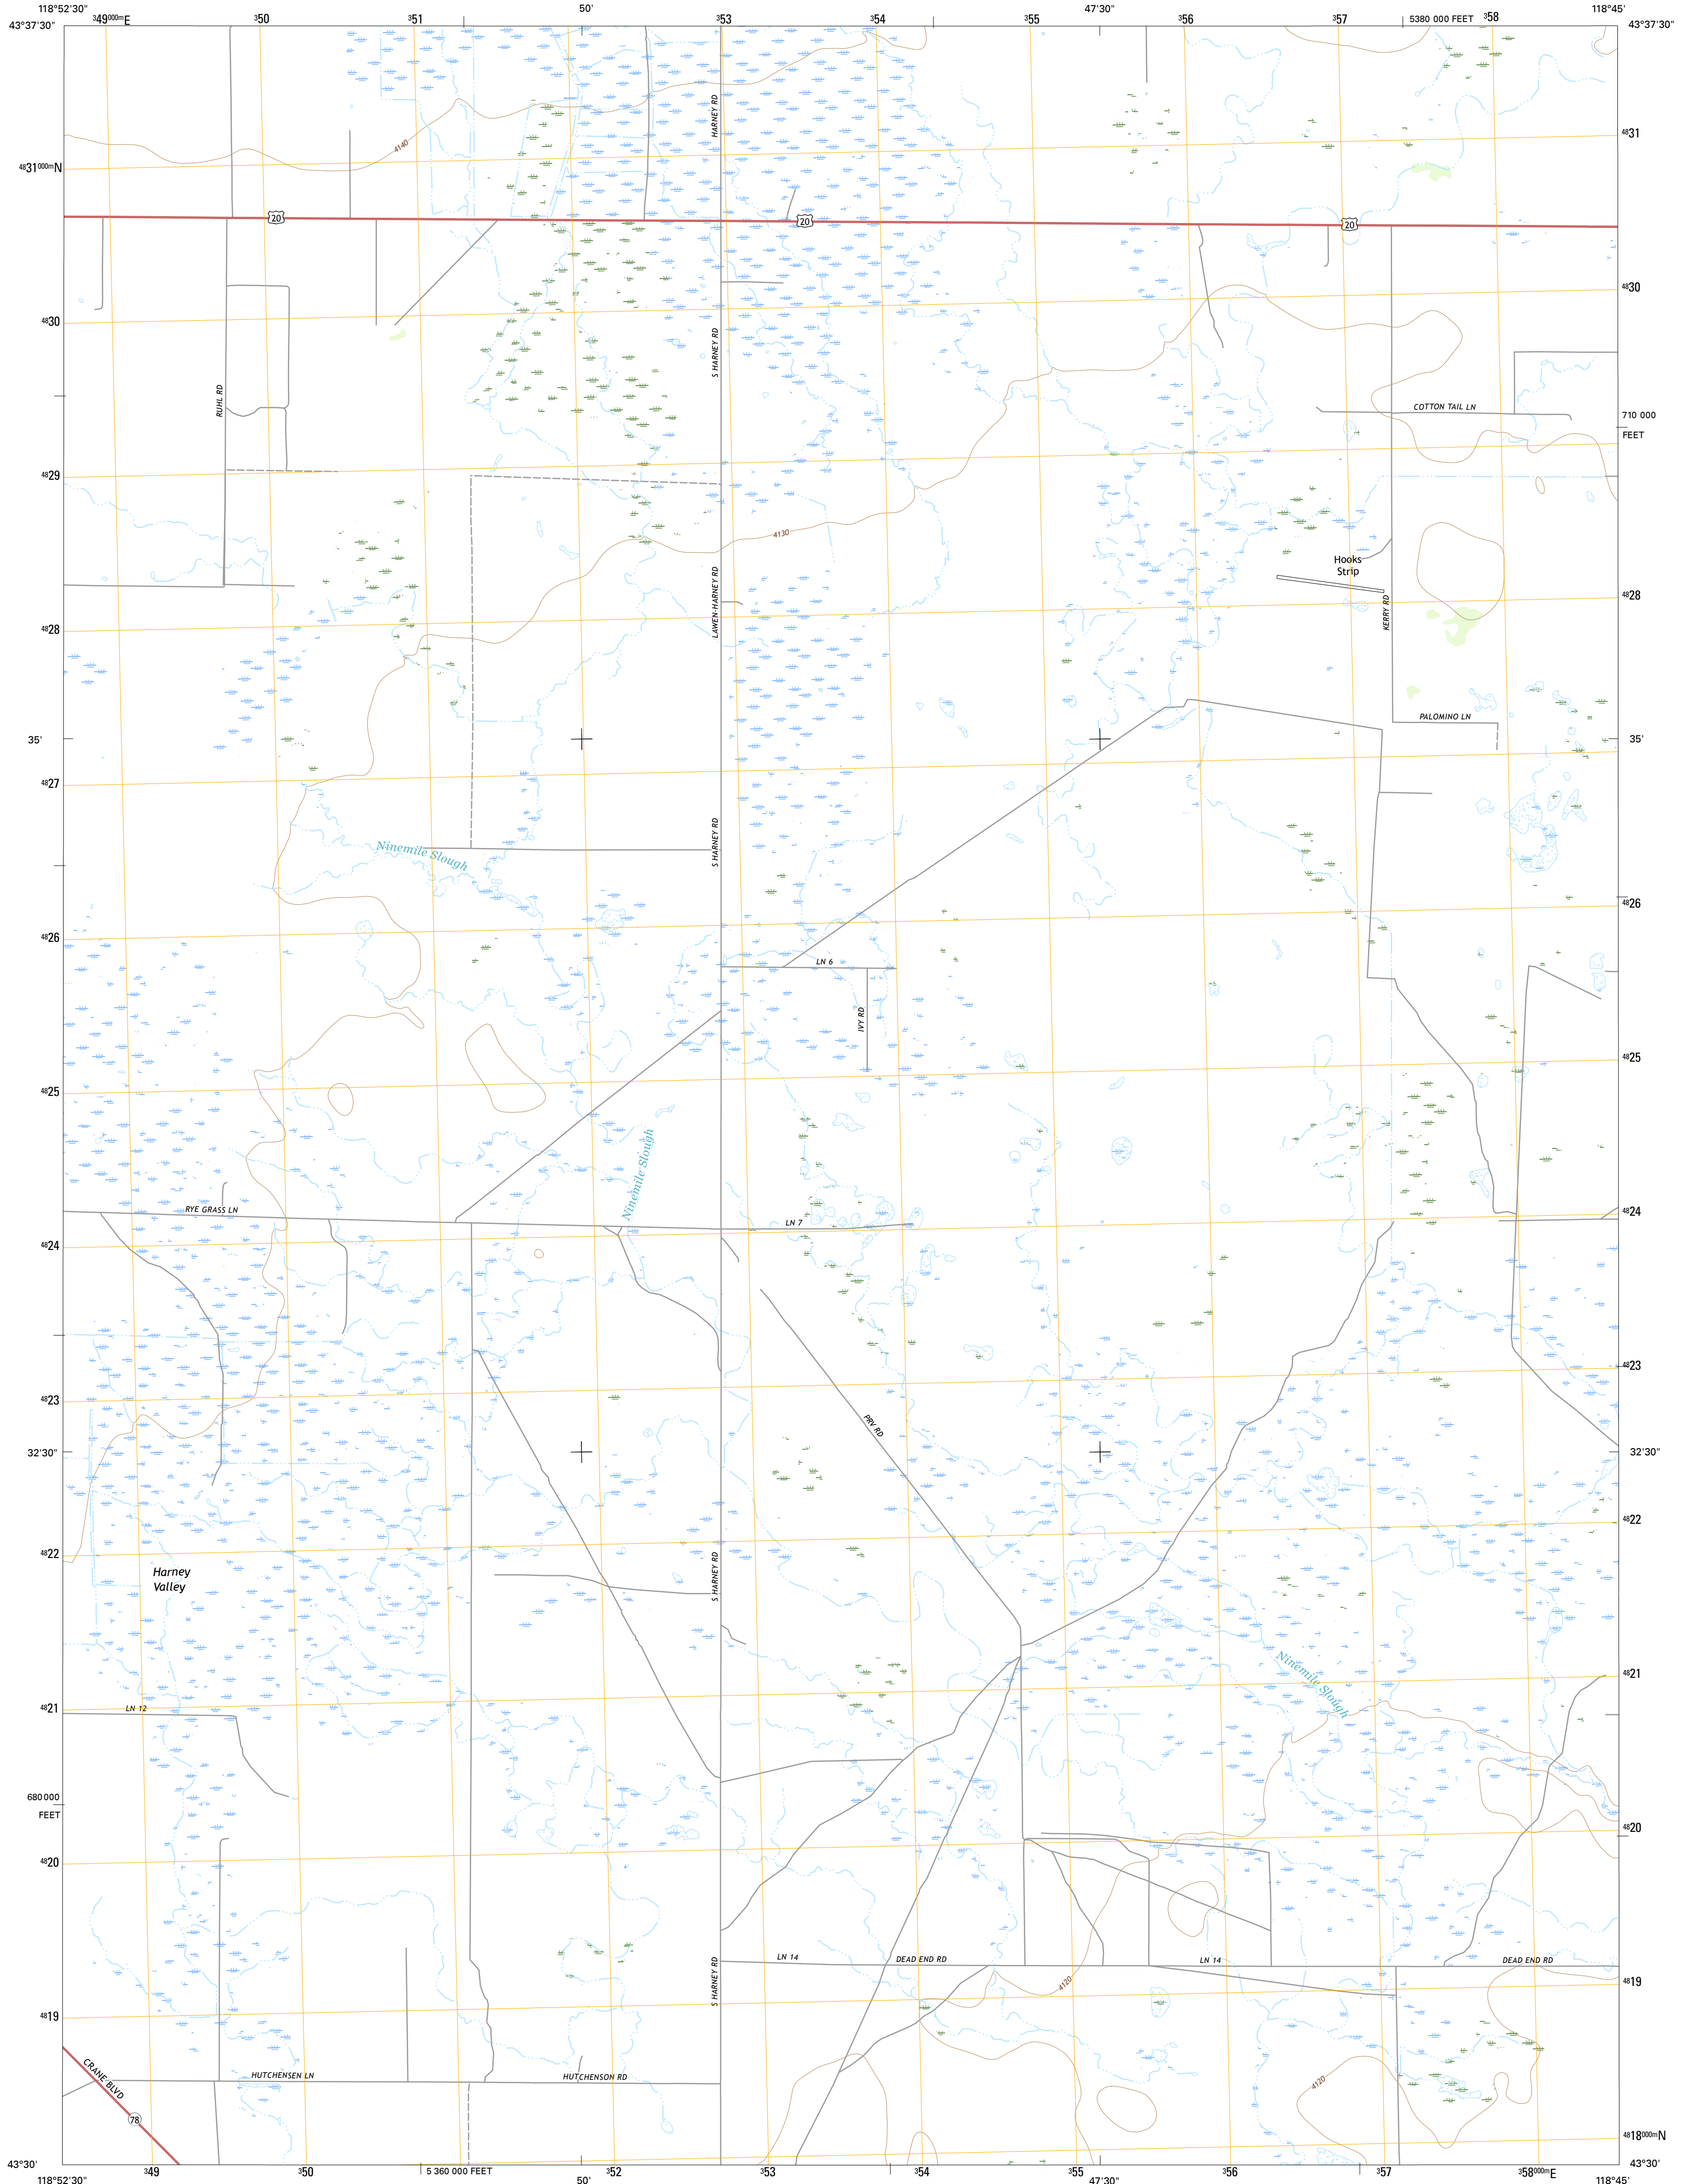 118°52'30"
³49⁰⁰⁰ᵐE
³50
³51
50'
³53
³54
³55
47'30"
³56
³57
5380 000 FEET
³58
118°45'
43°37'30"
43°37'30"
HARNEY RD
⁴⁸31
4140
⁴⁸31⁰⁰⁰ᵐN
20
20
20
⁴⁸30
⁴⁸30
S HARNEY RD
RUHL RD
COTTON TAIL LN
710 000
FEET
⁴⁸29
4130
Hooks
Strip
LAWEN-HARNEY RD
KERRY RD
⁴⁸28
⁴⁸28
PALOMINO LN
35'
35'
⁴⁸27
S HARNEY RD
Ninemile Slough
⁴⁸26
⁴⁸26
LN 6
IVY RD
⁴⁸25
⁴⁸25
Ninemile Slough
RYE GRASS LN
LN 7
⁴⁸24
⁴⁸24
⁴⁸23
⁴⁸23
PRV RD
32'30"
32'30"
⁴⁸22
⁴⁸22
Harney
Valley
S HARNEY RD
Ninemile Slough
⁴⁸21
⁴⁸21
LN 12
680 000
FEET
⁴⁸20
⁴⁸20
LN 14
DEAD END RD
LN 14
DEAD END RD
S HARNEY RD
4120
⁴⁸19
⁴⁸19
CRANE BLVD
HUTCHENSEN LN
HUTCHENSON RD
4120
78
⁴⁸18⁰⁰⁰ᵐN
43°30'
43°30'
118°52'30"
³49
³50
5 360 000 FEET
50'
³52
³53
³54
³55
47'30"
³56
³57
³58⁰⁰⁰ᵐE
118°45'